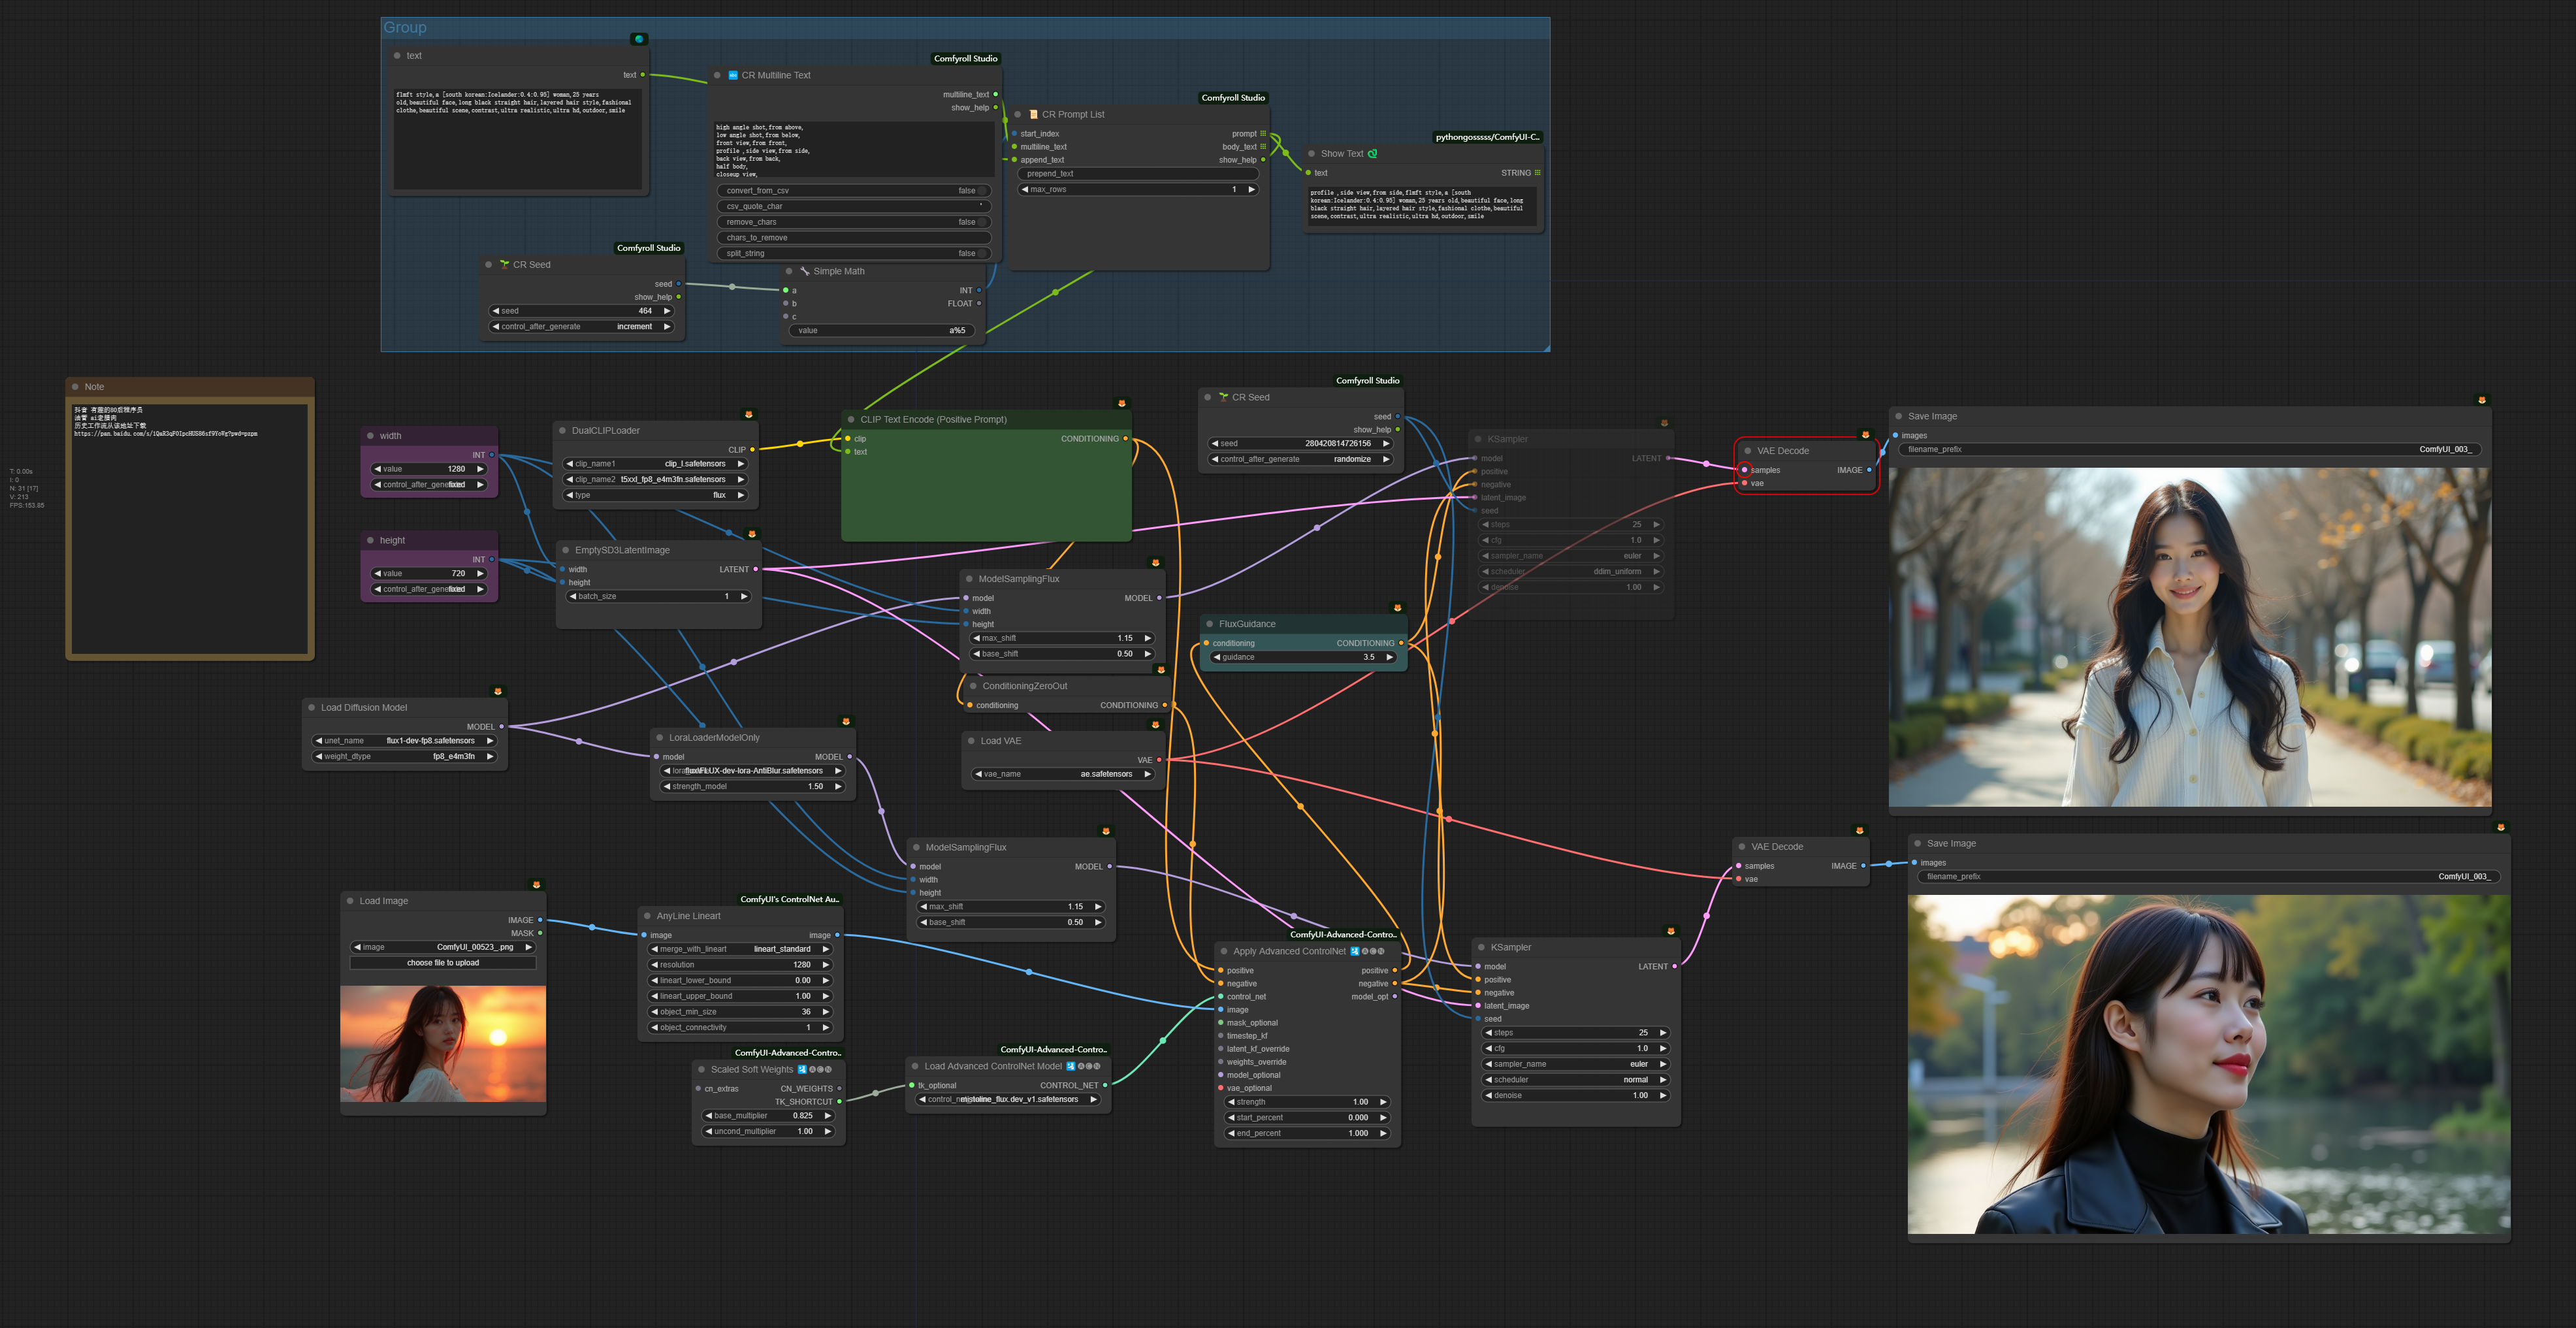 Group
text
text
flmft style,a [south korean:Icelander:0.4:0.95] woman,25 years
old,beautiful face,long black straight hair,layered hair style,fashional
clothe,beautiful scene,contrast,ultra realistic,ultra hd,outdoor,smile
Comfyroll Studio
CR Multiline Text
multiline_text
show_help
high angle shot,from above,
low angle shot,from below,
front view,from front,
profile ,side view,from side,
back view,from back,
half body,
closeup view,
convert_from_csv false
csv_quote_char '
remove_chars false
chars_to_remove
split_string false
Comfyroll Studio
CR Prompt List
start_index prompt
multiline_text body_text
append_text show_help
prepend_text
max_rows 1
pythongosssss/ComfyUI-C..
Show Text
text STRING
profile ,side view,from side,flmft style,a [south
korean:Icelander:0.4:0.95] woman,25 years old,beautiful face,long
black straight hair,layered hair style,fashional clothe,beautiful
scene,contrast,ultra realistic,ultra hd,outdoor,smile
Comfyroll Studio
CR Seed
seed
show_help
seed 464
control_after_generate increment
Simple Math
a INT
b FLOAT
c
value a%5
Note
抖音 有趣的80后程序员
油管 ai老腊肉
历史工作流从该地址下载
T: 0.00s
I: 0
N: 31 [17]
V: 213
FPS:153.85
width
INT
value 1280
control_after_generate fixed
height
INT
value 720
control_after_generate fixed
DualCLIPLoader
CLIP
clip_name1 clip_l.safetensors
clip_name2 t5xxl_fp8_e4m3fn.safetensors
type flux
EmptySD3LatentImage
width LATENT
height
batch_size 1
CLIP Text Encode (Positive Prompt)
clip CONDITIONING
text
Comfyroll Studio
CR Seed
seed
show_help
seed 280420814726156
control_after_generate randomize
KSampler
model LATENT
positive
negative
latent_image
seed
steps 25
cfg 1.0
sampler_name euler
scheduler ddim_uniform
denoise 1.00
VAE Decode
samples IMAGE
vae
Save Image
images
filename_prefix ComfyUI_003_
ModelSamplingFlux
model MODEL
width
height
max_shift 1.15
base_shift 0.50
FluxGuidance
conditioning CONDITIONING
guidance 3.5
ConditioningZeroOut
conditioning CONDITIONING
Load VAE
VAE
vae_name ae.safetensors
Load Diffusion Model
MODEL
unet_name flux1-dev-fp8.safetensors
weight_dtype fp8_e4m3fn
LoraLoaderModelOnly
model MODEL
FLUX-dev-lora-AntiBlur.safetensors
strength_model 1.50
ModelSamplingFlux
model MODEL
width
height
max_shift 1.15
base_shift 0.50
Load Image
IMAGE
MASK
image ComfyUI_00523_.png
choose file to upload
ComfyUI's ControlNet Au..
AnyLine Lineart
image image
merge_with_lineart lineart_standard
resolution 1280
lineart_lower_bound 0.00
lineart_upper_bound 1.00
object_min_size 36
object_connectivity 1
ComfyUI-Advanced-Contro..
Scaled Soft Weights
cn_extras CN_WEIGHTS
TK_SHORTCUT
base_multiplier 0.825
uncond_multiplier 1.00
ComfyUI-Advanced-Contro..
Load Advanced ControlNet Model
tk_optional CONTROL_NET
mistoline_flux.dev_v1.safetensors
ComfyUI-Advanced-Contro..
Apply Advanced ControlNet
positive positive
negative negative
control_net model_opt
image
mask_optional
timestep_kf
latent_kf_override
weights_override
model_optional
vae_optional
strength 1.00
start_percent 0.000
end_percent 1.000
KSampler
model LATENT
positive
negative
latent_image
seed
steps 25
cfg 1.0
sampler_name euler
scheduler normal
denoise 1.00
VAE Decode
samples IMAGE
vae
Save Image
images
filename_prefix ComfyUI_003_